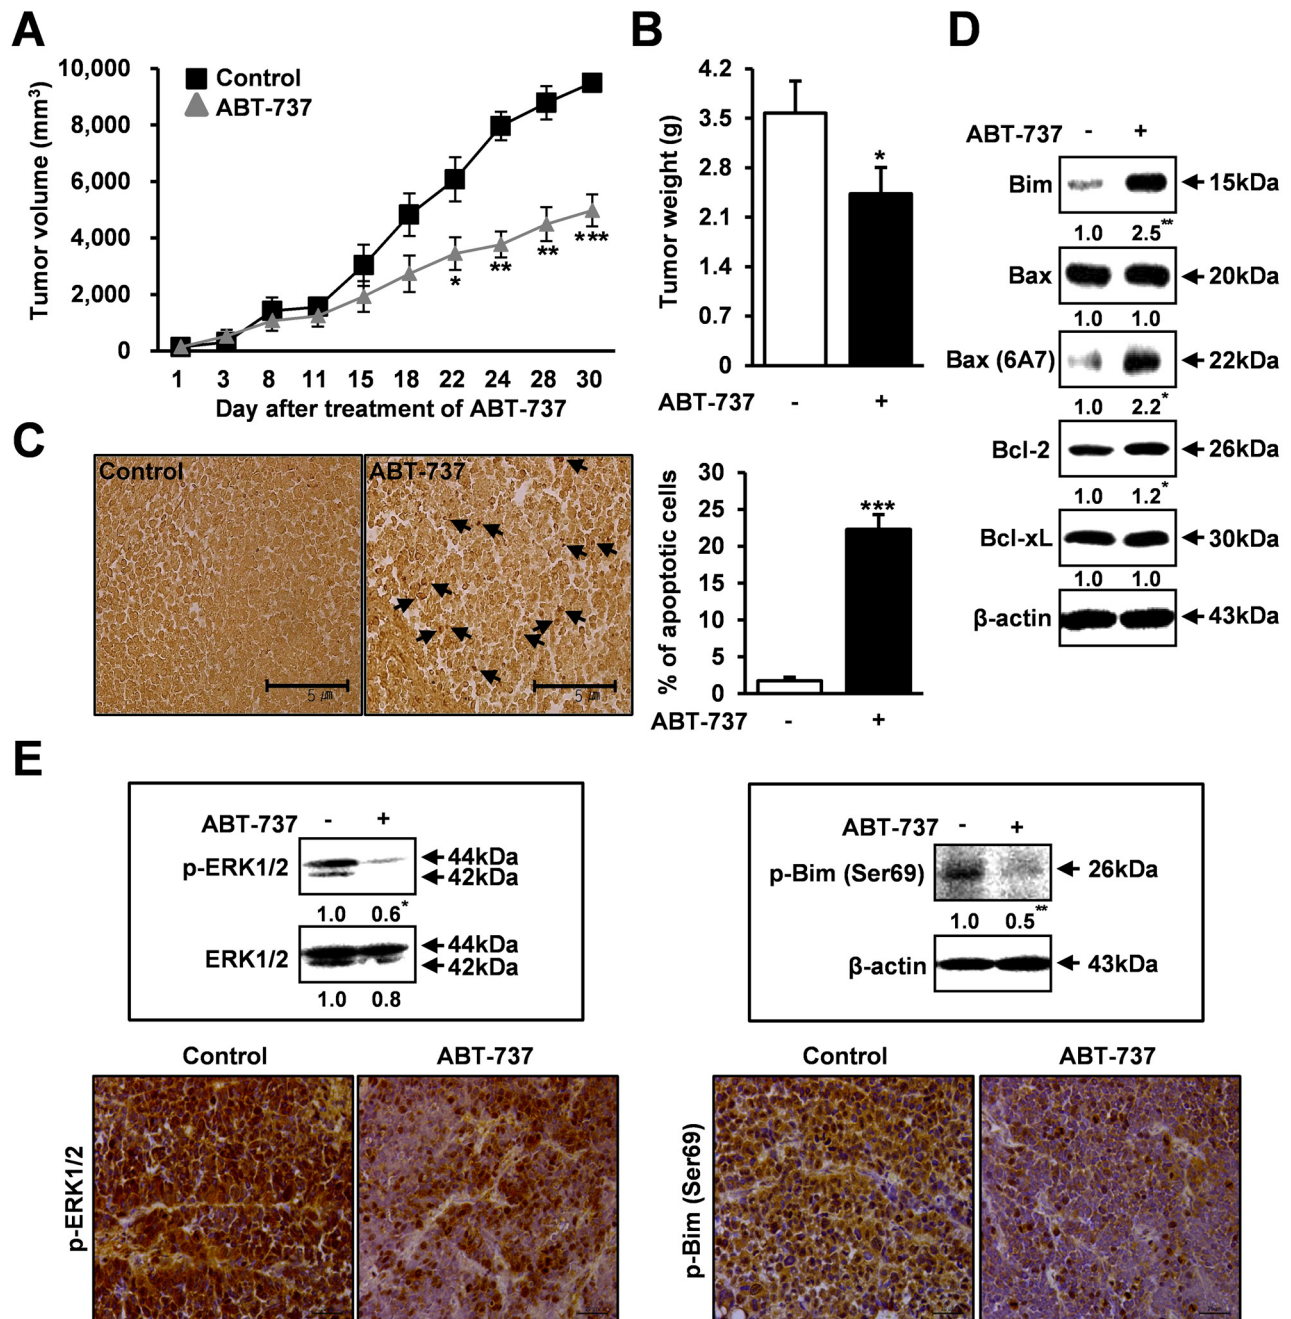 A
10,000
8,000
6,000
4,000
2,000
0
Tumor volume (mm³)
Control
ABT-737
* ** ** ***
1 3 8 11 15 18 22 24 28 30
Day after treatment of ABT-737
B
4.2
3.5
2.8
2.1
1.4
0.7
0
Tumor weight (g)
*
ABT-737 - +
C
Control
ABT-737
5 ㎛
5 ㎛
30
25
20
15
10
5
0
% of apoptotic cells
***
ABT-737 - +
D
ABT-737 - +
Bim 15kDa
1.0 2.5**
Bax 20kDa
1.0 1.0
Bax (6A7) 22kDa
1.0 2.2*
Bcl-2 26kDa
1.0 1.2*
Bcl-xL 30kDa
1.0 1.0
β-actin 43kDa
E
ABT-737 - +
p-ERK1/2 44kDa
42kDa
1.0 0.6*
ERK1/2 44kDa
42kDa
1.0 0.8
ABT-737 - +
p-Bim (Ser69) 26kDa
1.0 0.5**
β-actin 43kDa
Control ABT-737
p-ERK1/2
Control ABT-737
p-Bim (Ser69)